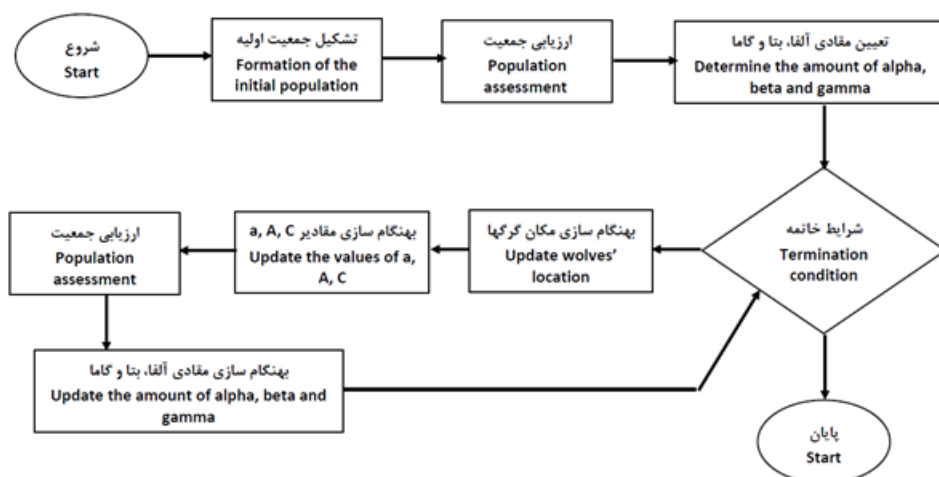 شروع
Start
تشکیل جمعیت اولیه
Formation of the
initial population
ارزیابی جمعیت
Population
assessment
تعیین مقادی آلفا، بتا و گاما
Determine the amount of alpha,
beta and gamma
شرایط خاتمه
Termination
condition
بهنگام سازی مکان گرگها
Update wolves'
location
بهنگام سازی مقادیر a, A, C
Update the values of a,
A, C
ارزیابی جمعیت
Population
assessment
بهنگام سازی مقادی آلفا، بتا و گاما
Update the amount of alpha, beta and
gamma
پایان
Start